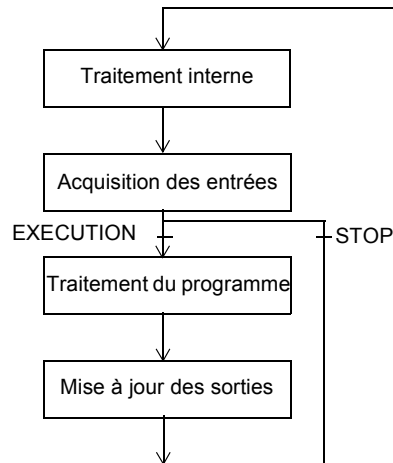 Traitement interne
Acquisition des entrées
EXECUTION
STOP
Traitement du programme
Mise à jour des sorties